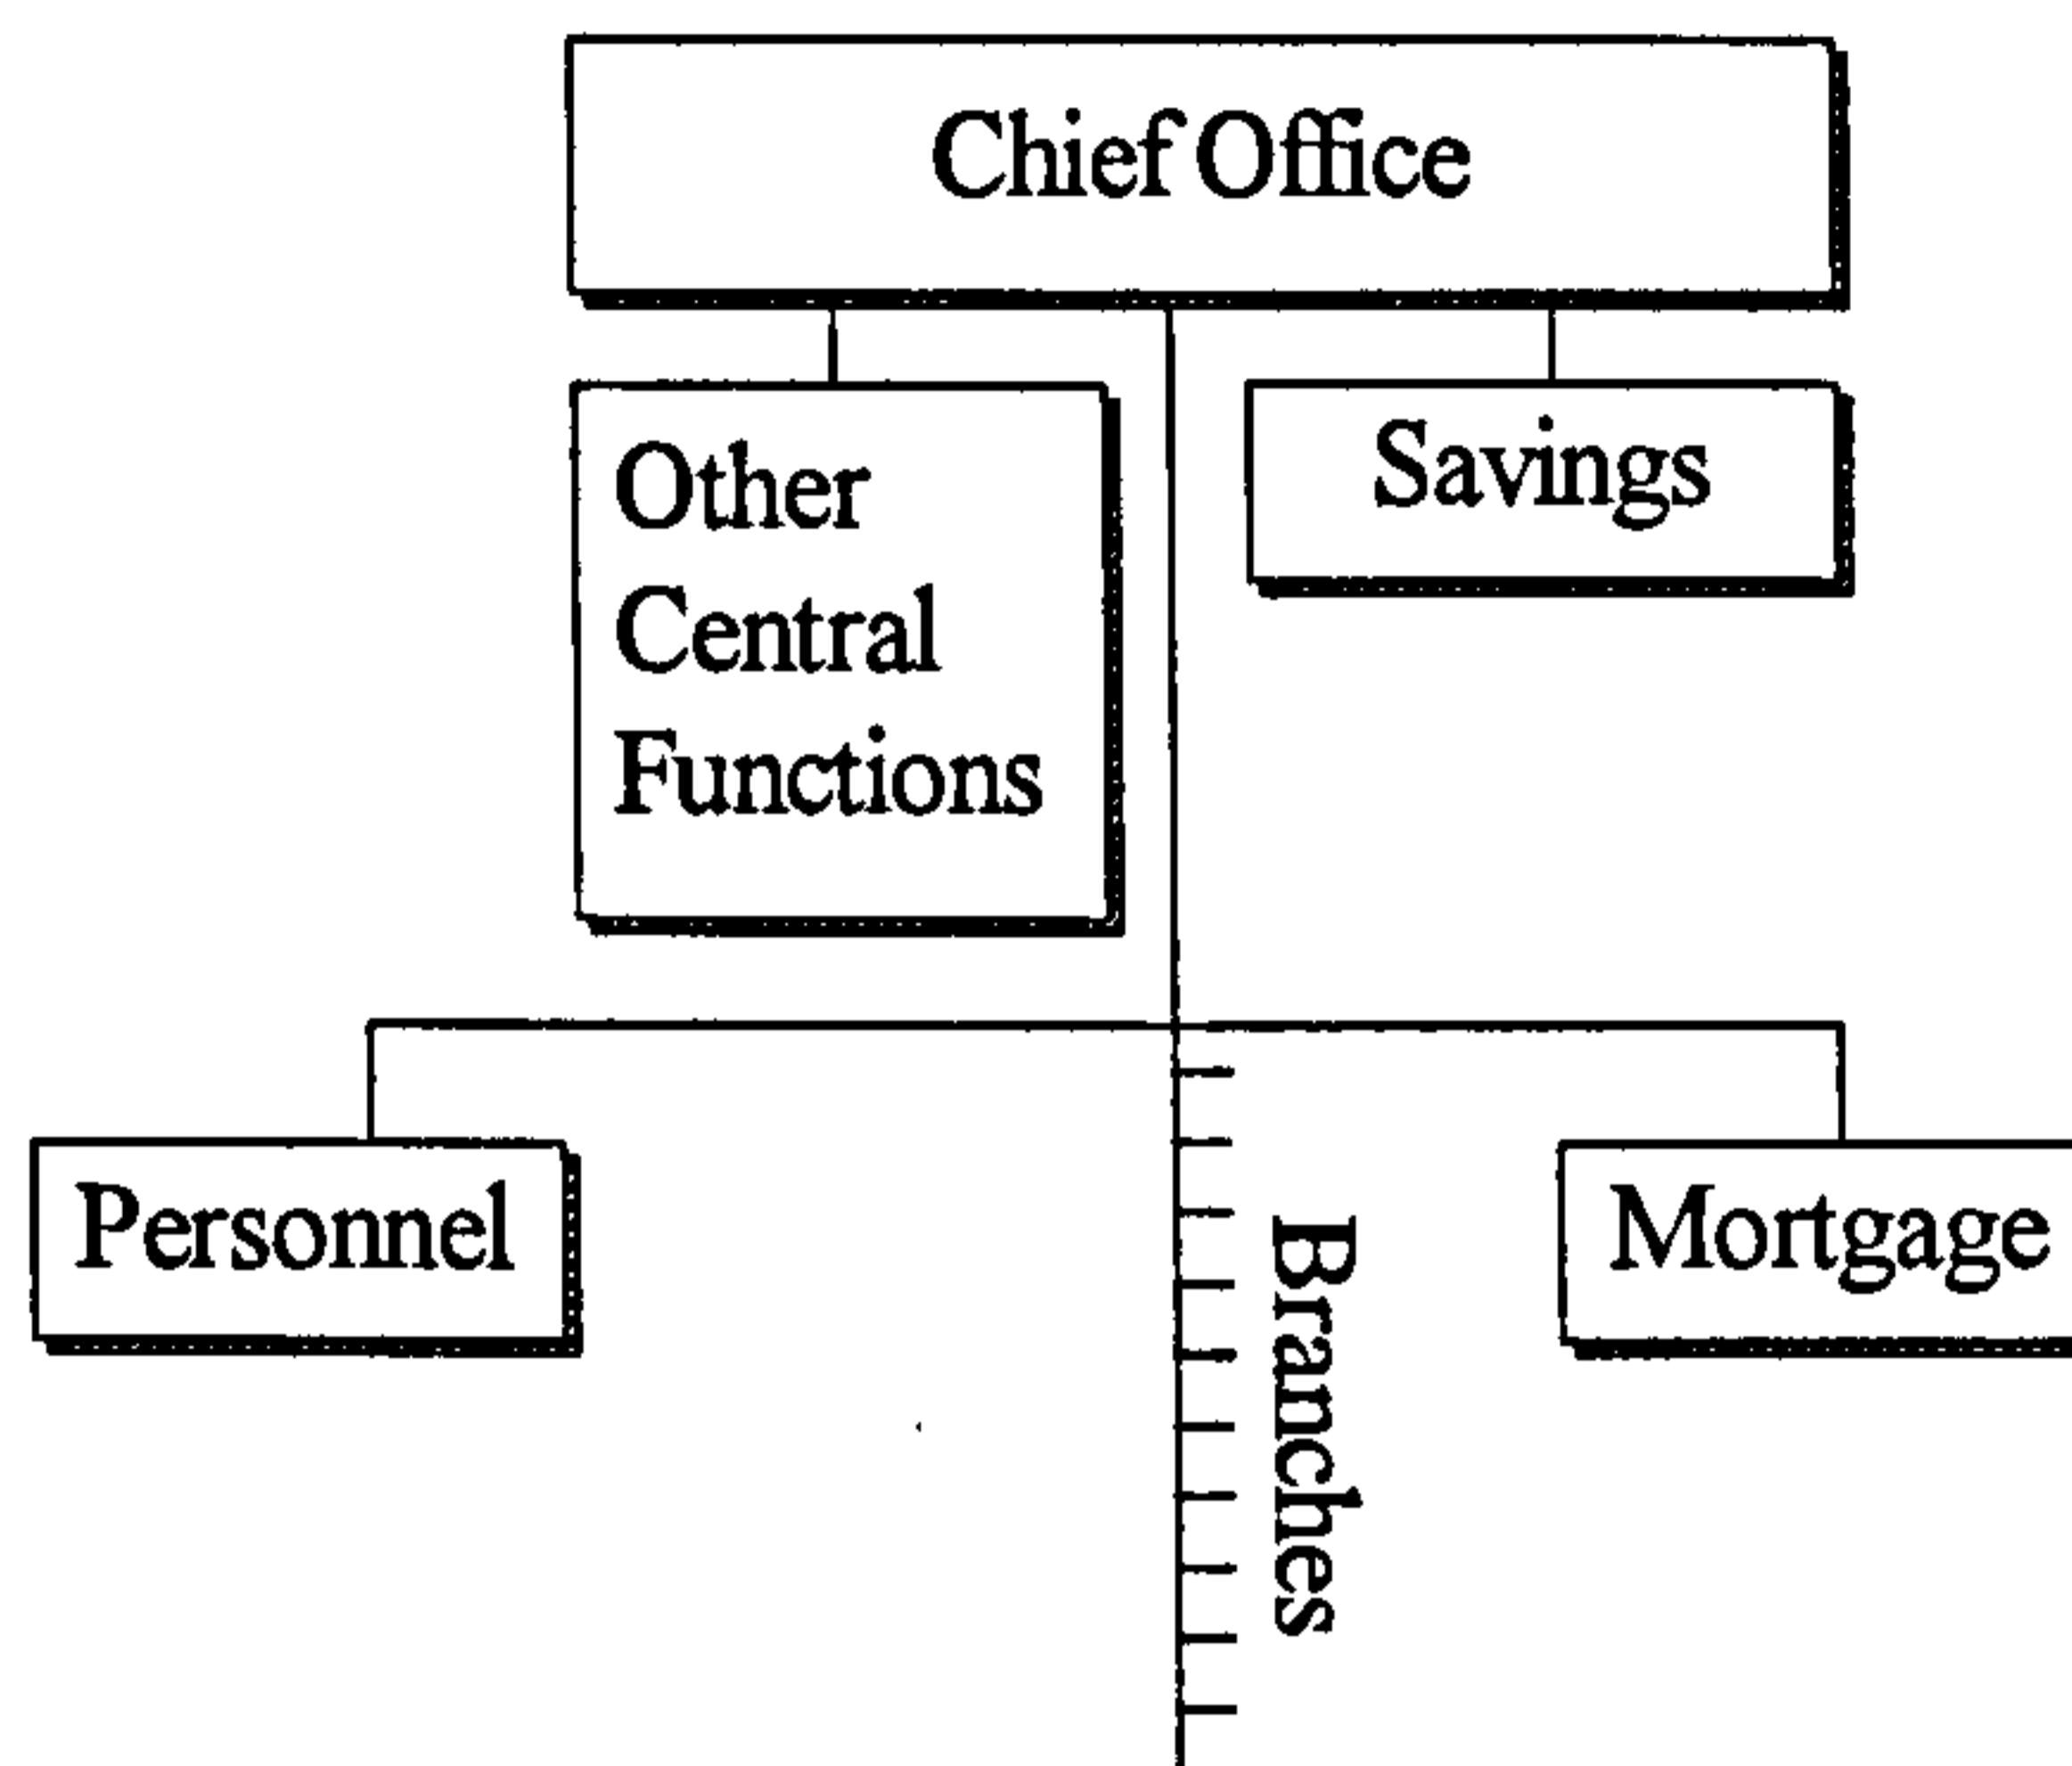 Chief Office
Other
Central
Functions
Savings
Personnel
Branches
Mortgage